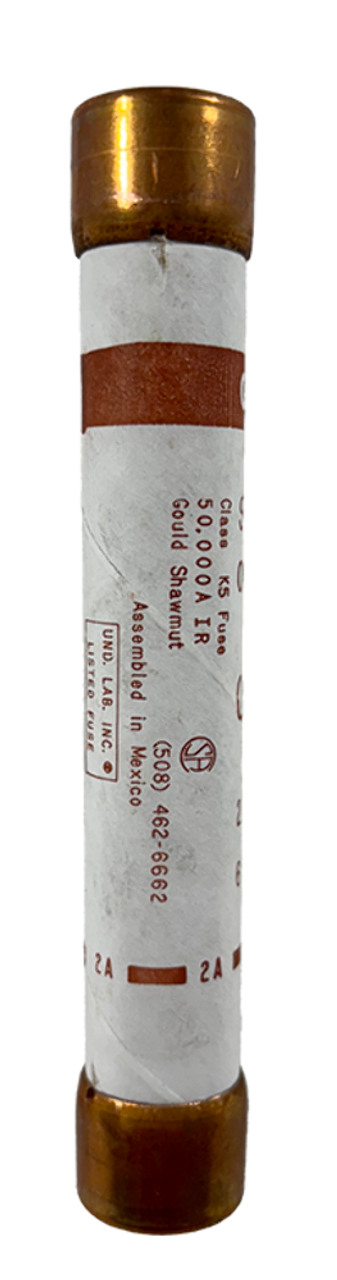 Class K5 Fuse
50,000A IR
Gould Shawmut
(508) 462-6662
Assembled in Mexico
UND. LAB. INC.
LISTED FUSE
2A 2A